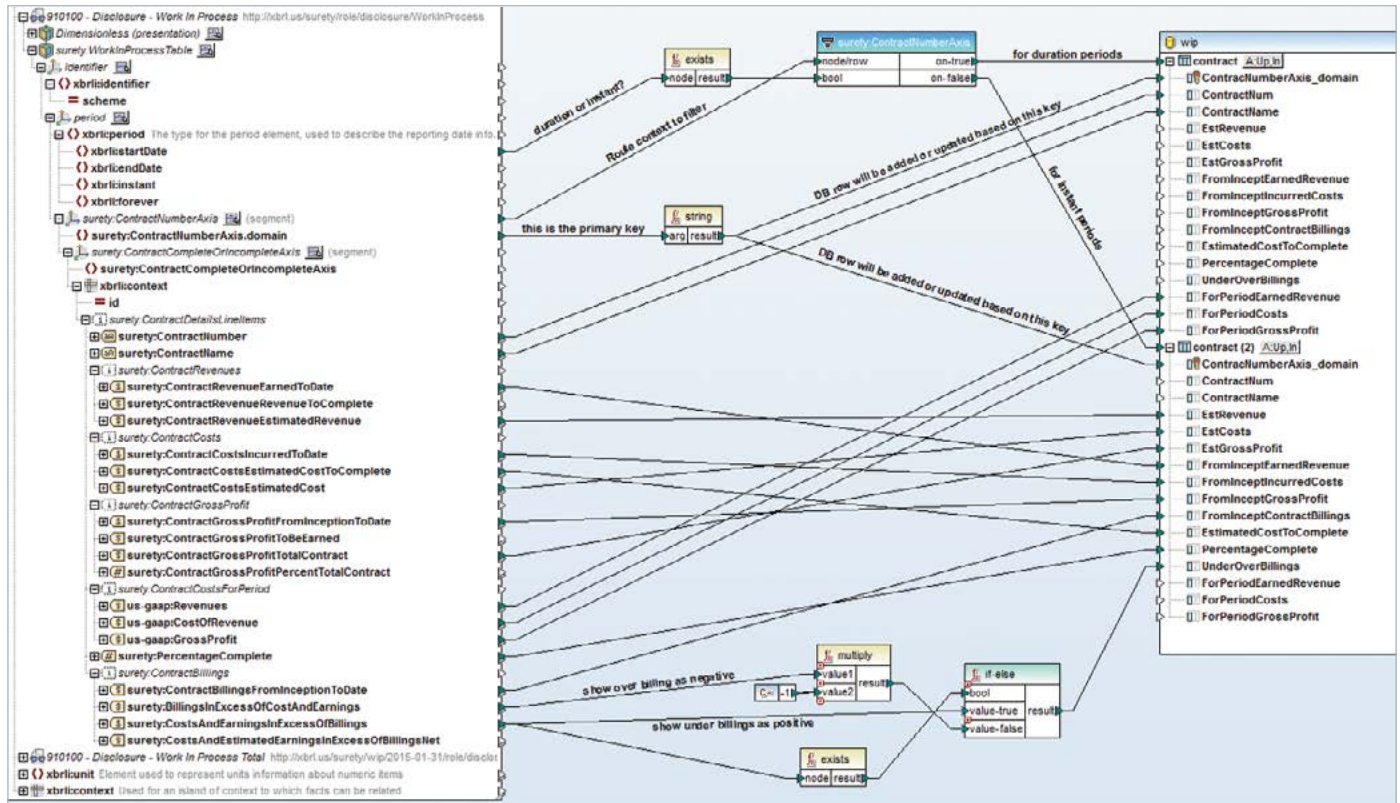 910100 - Disclosure - Work In Process http://xbrl.us/surety/role/disclosure/WorkInProcess
Dimensionless (presentation)
surety:WorkInProcessTable
identifier
xbrli:identifier
scheme
period
xbrli:period The type for the period element, used to describe the reporting date info.
xbrli:startDate
xbrli:endDate
xbrli:instant
xbrli:forever
surety:ContractNumberAxis (segment)
surety:ContractNumberAxis.domain
surety:ContractCompleteOrIncompleteAxis (segment)
surety:ContractCompleteOrIncompleteAxis
xbrli:context
id
surety:ContractDetailsLineItems
surety:ContractNumber
surety:ContractName
surety:ContractRevenues
surety:ContractRevenueEarnedToDate
surety:ContractRevenueRevenueToComplete
surety:ContractRevenueEstimatedRevenue
surety:ContractCosts
surety:ContractCostsIncurredToDate
surety:ContractCostsEstimatedCostToComplete
surety:ContractCostsEstimatedCost
surety:ContractGrossProfit
surety:ContractGrossProfitFromInceptionToDate
surety:ContractGrossProfitToBeEarned
surety:ContractGrossProfitTotalContract
surety:ContractGrossProfitPercentTotalContract
surety:ContractCostsForPeriod
us-gaap:Revenues
us-gaap:CostOfRevenue
us-gaap:GrossProfit
surety:PercentageComplete
surety:ContractBillings
surety:ContractBillingsFromInceptionToDate
surety:BillingsInExcessOfCostAndEarnings
surety:CostsAndEarningsInExcessOfBillings
surety:CostsAndEstimatedEarningsInExcessOfBillingsNet
910100 - Disclosure - Work In Process Total http://xbrl.us/surety/wip/2015-01-31/role/disclor
xbrli:unit Element used to represent units information about numeric items
xbrli:context Used for an island of context to which facts can be related
duration or instant?
Route context to filter
exists
node result
surety:ContractNumberAxis
node/row on-true
bool on-false
for duration periods
for instant periods
this is the primary key
string
arg result
DB row will be added or updated based on this key
DB row will be added or updated based on this key
show over billing as negative
show under billings as positive
-1
multiply
value1
value2
result
exists
node result
if-else
bool
value-true result
value-false
wip
contract A:Up,In
ContracNumberAxis_domain
ContractNum
ContractName
EstRevenue
EstCosts
EstGrossProfit
FromInceptEarnedRevenue
FromInceptIncurredCosts
FromInceptGrossProfit
FromInceptContractBillings
EstimatedCostToComplete
PercentageComplete
UnderOverBillings
ForPeriodEarnedRevenue
ForPeriodCosts
ForPeriodGrossProfit
contract (2) A:Up,In
ContracNumberAxis_domain
ContractNum
ContractName
EstRevenue
EstCosts
EstGrossProfit
FromInceptEarnedRevenue
FromInceptIncurredCosts
FromInceptGrossProfit
FromInceptContractBillings
EstimatedCostToComplete
PercentageComplete
UnderOverBillings
ForPeriodEarnedRevenue
ForPeriodCosts
ForPeriodGrossProfit